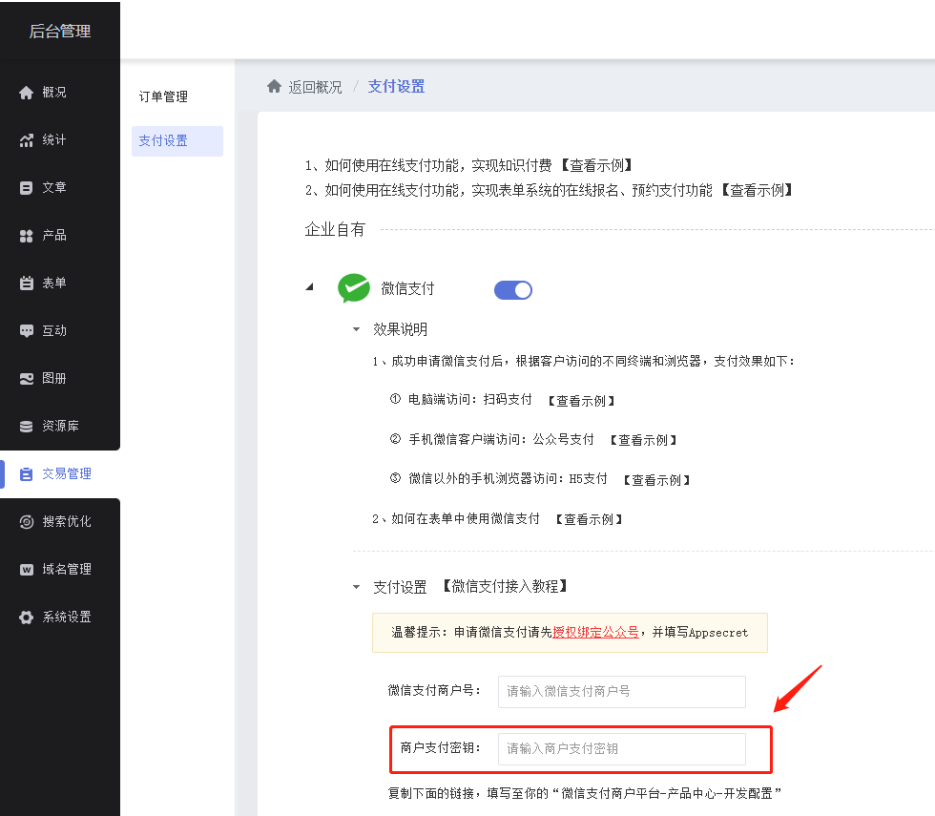 后台管理
概况
统计
文章
产品
表单
互动
图册
资源库
交易管理
搜索优化
域名管理
系统设置
订单管理
支付设置
返回概况 / 支付设置
1、如何使用在线支付功能，实现知识付费 【查看示例】
2、如何使用在线支付功能，实现表单系统的在线报名、预约支付功能 【查看示例】
企业自有
微信支付
效果说明
1、成功申请微信支付后，根据客户访问的不同终端和浏览器，支付效果如下：
① 电脑端访问：扫码支付 【查看示例】
② 手机微信客户端访问：公众号支付 【查看示例】
③ 微信以外的手机浏览器访问：H5支付 【查看示例】
2、如何在表单中使用微信支付 【查看示例】
支付设置 【微信支付接入教程】
温馨提示：申请微信支付请先授权绑定公众号，并填写Appsecret
微信支付商户号： 请输入微信支付商户号
商户支付密钥： 请输入商户支付密钥
复制下面的链接，填写至你的“微信支付商户平台-产品中心-开发配置”